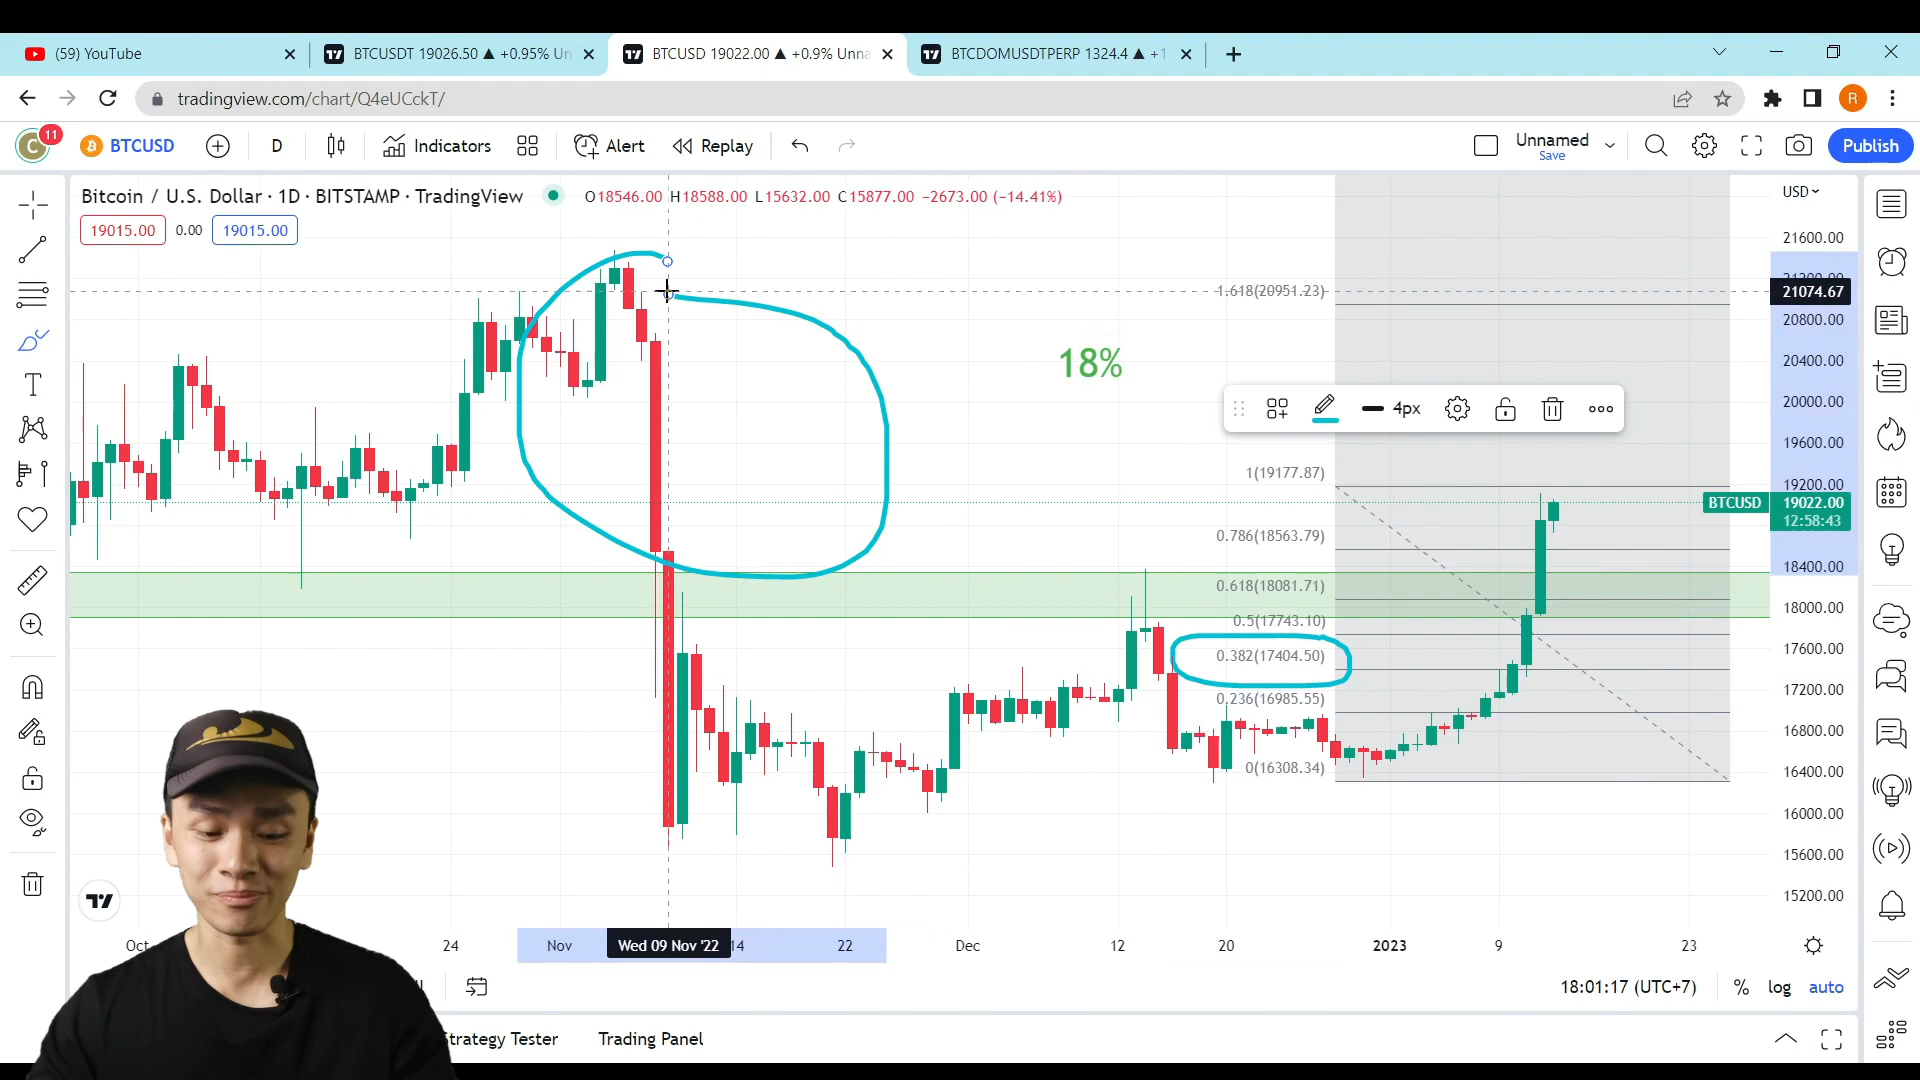 (59) YouTube
BTCUSDT 19026.50 ▲ +0.95% Un
BTCUSD 19022.00 ▲ +0.9% Unna
BTCDOMUSDTPERP 1324.4 ▲ +1
tradingview.com/chart/Q4eUCckT/
R
C
11
BTCUSD
D
Indicators
Alert
Replay
Unnamed
Save
Publish
Bitcoin / U.S. Dollar · 1D · BITSTAMP · TradingView
O18546.00 H18588.00 L15632.00 C15877.00 −2673.00 (−14.41%)
USD
19015.00
0.00
19015.00
21600.00
1.618(20951.23)
21074.67
20800.00
18%
20400.00
4px
20000.00
19600.00
1(19177.87)
19200.00
BTCUSD
19022.00
12:58:43
0.786(18563.79)
18400.00
0.618(18081.71)
18000.00
0.5(17743.10)
17600.00
0.382(17404.50)
17200.00
0.236(16985.55)
16800.00
0(16308.34)
16400.00
16000.00
15600.00
15200.00
Oct
24
Nov
Wed 09 Nov '22
14
22
Dec
12
20
2023
9
23
18:01:17 (UTC+7)
%
log
auto
trategy Tester
Trading Panel